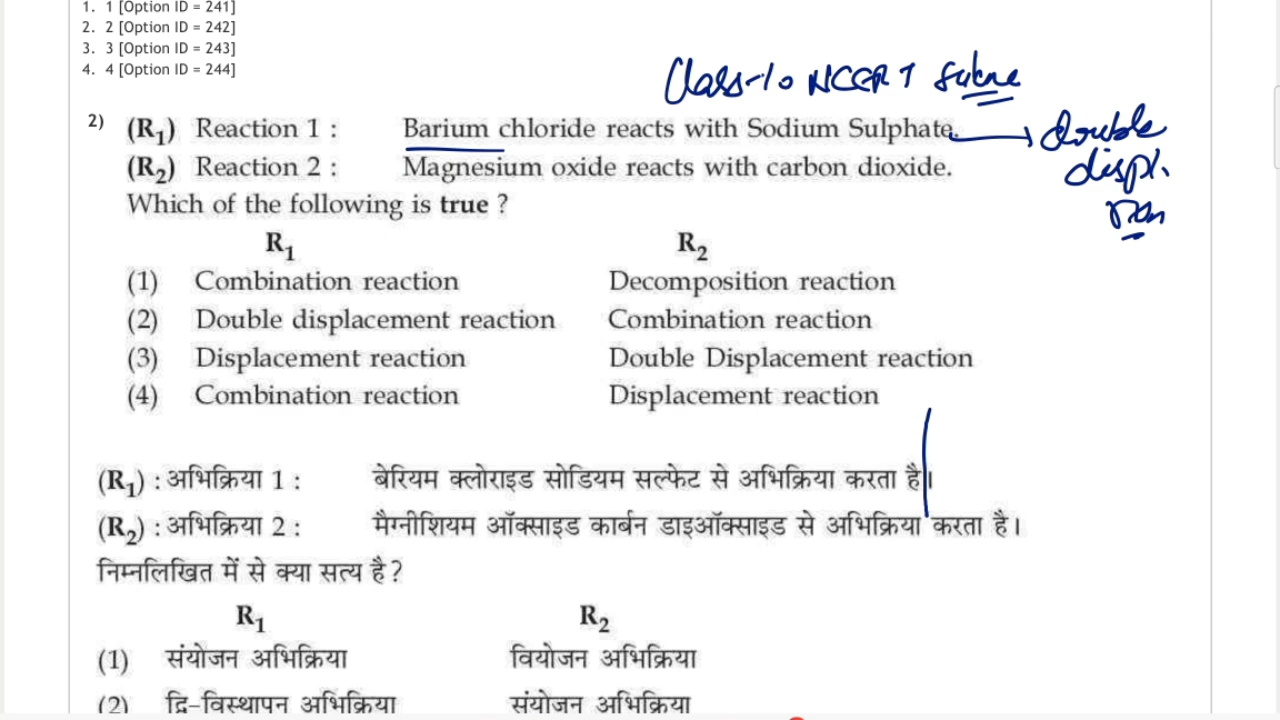 1. 1 [Option ID = 241]
2. 2 [Option ID = 242]
3. 3 [Option ID = 243]
4. 4 [Option ID = 244]
Class-10 NCERT
2) (R₁) Reaction 1 : Barium chloride reacts with Sodium Sulphate.
double
displ.
rxn
(R₂) Reaction 2 : Magnesium oxide reacts with carbon dioxide.
Which of the following is true ?
R₁ R₂
(1) Combination reaction Decomposition reaction
(2) Double displacement reaction Combination reaction
(3) Displacement reaction Double Displacement reaction
(4) Combination reaction Displacement reaction
(R₁) : अभिक्रिया 1 : बेरियम क्लोराइड सोडियम सल्फेट से अभिक्रिया करता है।
(R₂) : अभिक्रिया 2 : मैग्नीशियम ऑक्साइड कार्बन डाइऑक्साइड से अभिक्रिया करता है।
निम्नलिखित में से क्या सत्य है ?
R₁ R₂
(1) संयोजन अभिक्रिया वियोजन अभिक्रिया
(2) द्वि-विस्थापन अभिक्रिया संयोजन अभिक्रिया